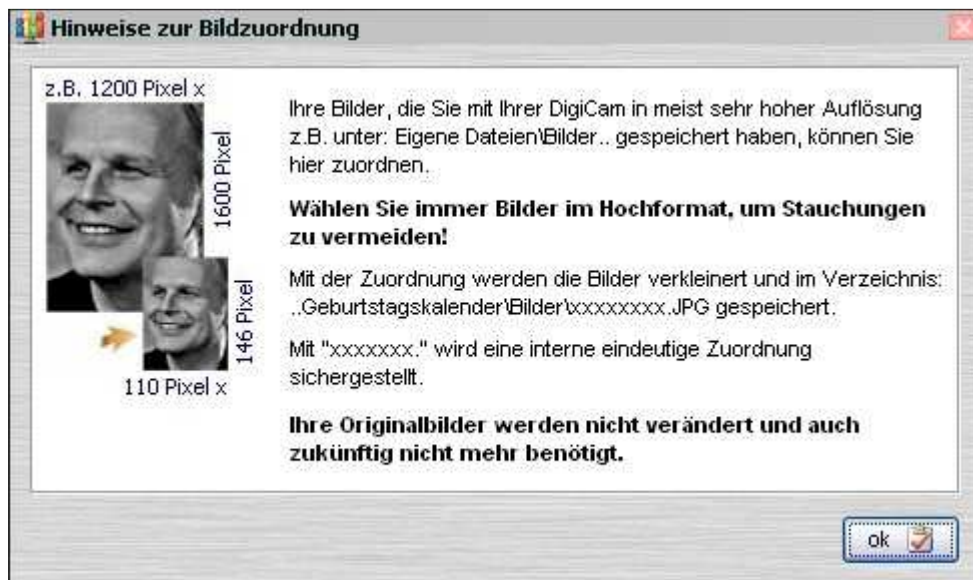 Hinweise zur Bildzuordnung
z.B. 1200 Pixel x
1600 Pixel
146 Pixel
110 Pixel x
Ihre Bilder, die Sie mit Ihrer DigiCam in meist sehr hoher Auflösung
z.B. unter: Eigene Dateien\Bilder.. gespeichert haben, können Sie
hier zuordnen.
Wählen Sie immer Bilder im Hochformat, um Stauchungen
zu vermeiden!
Mit der Zuordnung werden die Bilder verkleinert und im Verzeichnis:
..Geburtstagskalender\Bilder\xxxxxxxx.JPG gespeichert.
Mit "xxxxxxx." wird eine interne eindeutige Zuordnung
sichergestellt.
Ihre Originalbilder werden nicht verändert und auch
zukünftig nicht mehr benötigt.
ok